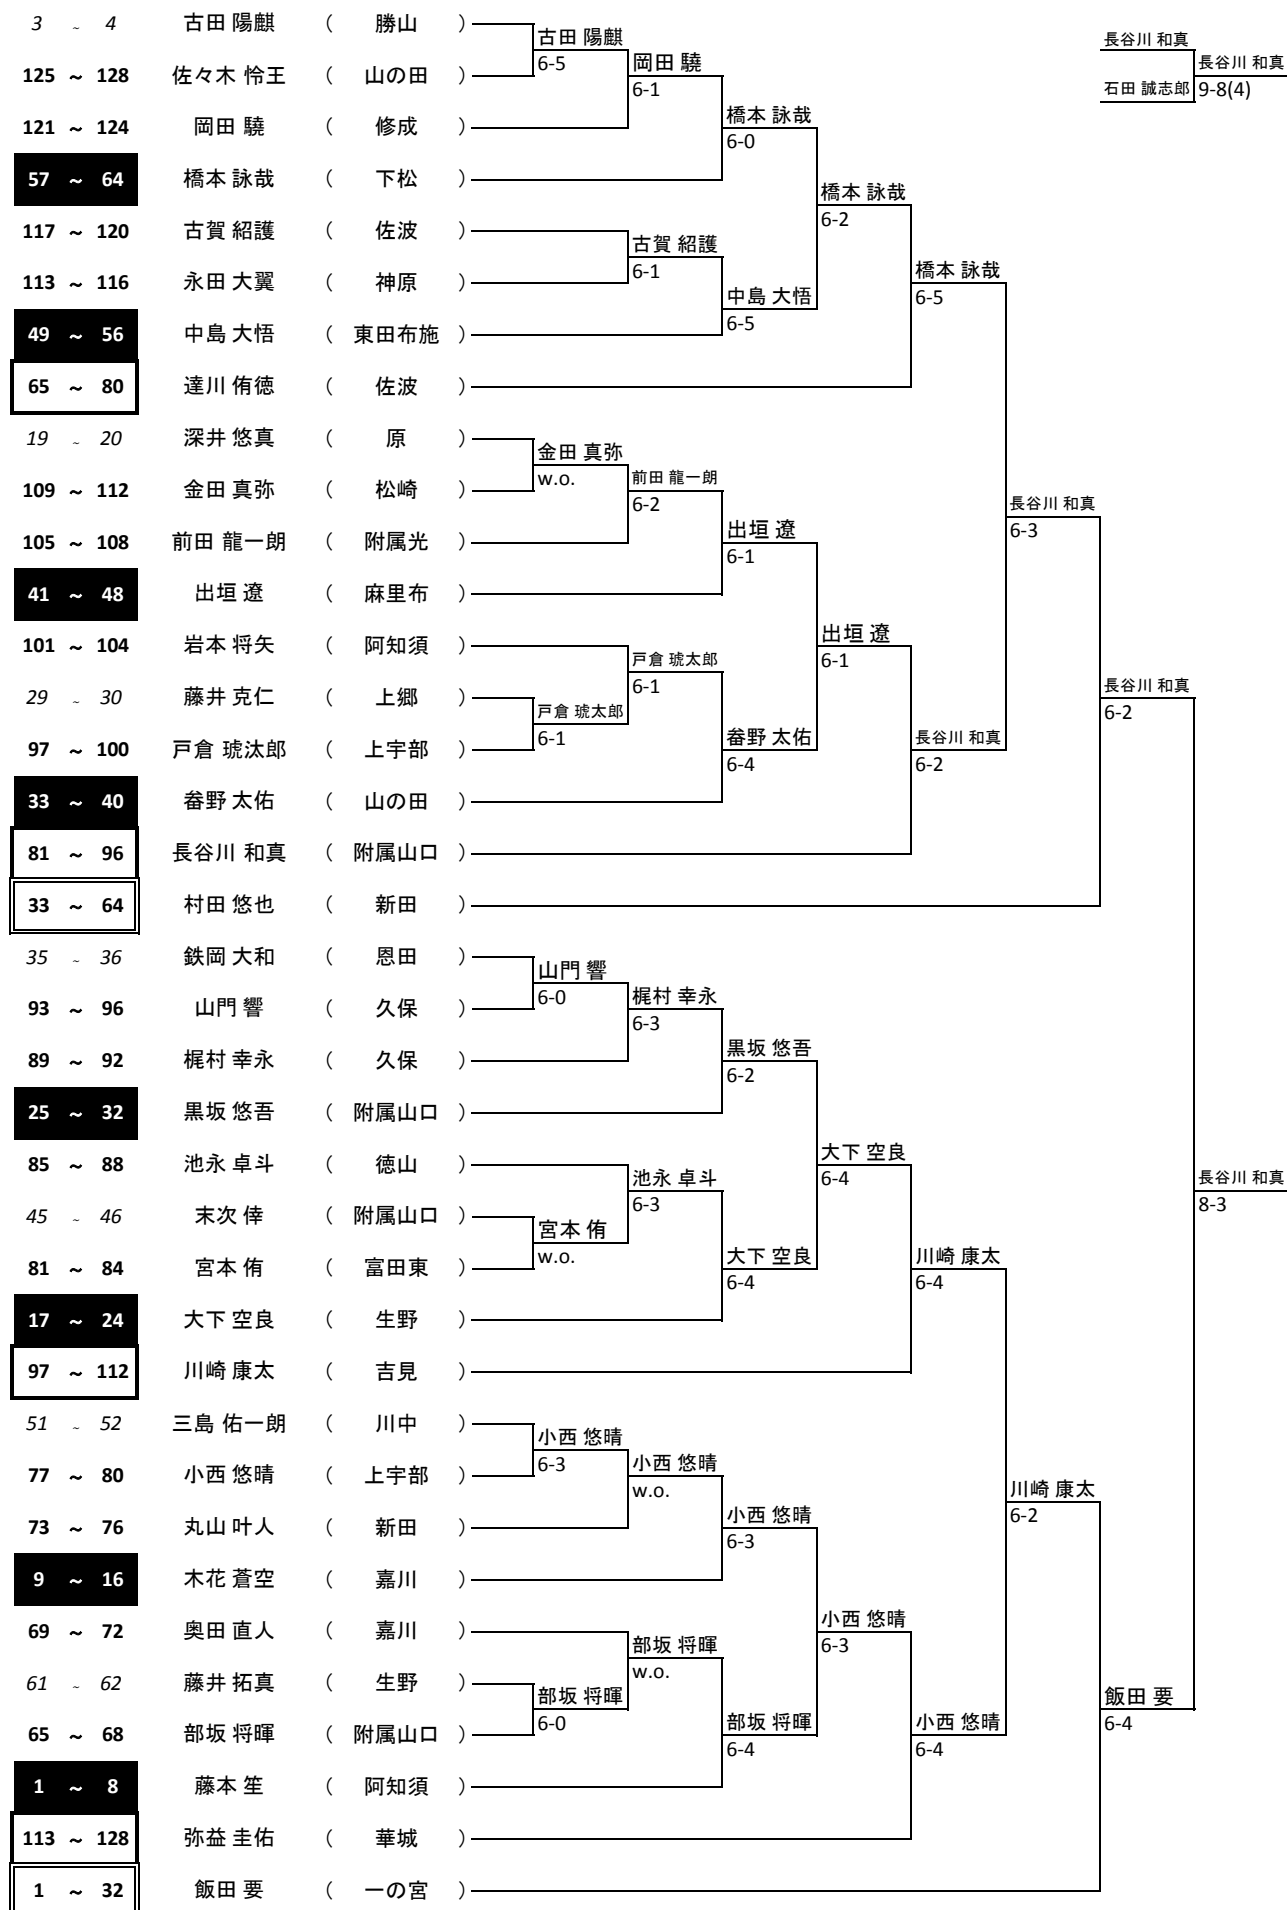 3 ~ 4 古田 陽麒 ( 勝山 )
125 ~ 128 佐々木 怜王 ( 山の田 )
121 ~ 124 岡田 驍 ( 修成 )
57 ~ 64 橋本 詠哉 ( 下松 )
117 ~ 120 古賀 紹護 ( 佐波 )
113 ~ 116 永田 大翼 ( 神原 )
49 ~ 56 中島 大悟 ( 東田布施 )
65 ~ 80 達川 侑徳 ( 佐波 )
19 ~ 20 深井 悠真 ( 原 )
109 ~ 112 金田 真弥 ( 松崎 )
105 ~ 108 前田 龍一朗 ( 附属光 )
41 ~ 48 出垣 遼 ( 麻里布 )
101 ~ 104 岩本 将矢 ( 阿知須 )
29 ~ 30 藤井 克仁 ( 上郷 )
97 ~ 100 戸倉 琥汰郎 ( 上宇部 )
33 ~ 40 畚野 太佑 ( 山の田 )
81 ~ 96 長谷川 和真 ( 附属山口 )
33 ~ 64 村田 悠也 ( 新田 )
35 ~ 36 鉄岡 大和 ( 恩田 )
93 ~ 96 山門 響 ( 久保 )
89 ~ 92 梶村 幸永 ( 久保 )
25 ~ 32 黒坂 悠吾 ( 附属山口 )
85 ~ 88 池永 卓斗 ( 徳山 )
45 ~ 46 末次 倖 ( 附属山口 )
81 ~ 84 宮本 侑 ( 富田東 )
17 ~ 24 大下 空良 ( 生野 )
97 ~ 112 川崎 康太 ( 吉見 )
51 ~ 52 三島 佑一朗 ( 川中 )
77 ~ 80 小西 悠晴 ( 上宇部 )
73 ~ 76 丸山 叶人 ( 新田 )
9 ~ 16 木花 蒼空 ( 嘉川 )
69 ~ 72 奥田 直人 ( 嘉川 )
61 ~ 62 藤井 拓真 ( 生野 )
65 ~ 68 部坂 将暉 ( 附属山口 )
1 ~ 8 藤本 笙 ( 阿知須 )
113 ~ 128 弥益 圭佑 ( 華城 )
1 ~ 32 飯田 要 ( 一の宮 )
古田 陽麒
6-5
金田 真弥
w.o.
戸倉 琥太郎
6-1
山門 響
6-0
宮本 侑
w.o.
小西 悠晴
6-3
部坂 将暉
6-0
岡田 驍
6-1
古賀 紹護
6-1
前田 龍一朗
6-2
戸倉 琥太郎
6-1
梶村 幸永
6-3
池永 卓斗
6-3
小西 悠晴
w.o.
部坂 将暉
w.o.
橋本 詠哉
6-0
中島 大悟
6-5
出垣 遼
6-1
畚野 太佑
6-4
黒坂 悠吾
6-2
大下 空良
6-4
小西 悠晴
6-3
部坂 将暉
6-4
橋本 詠哉
6-2
出垣 遼
6-1
大下 空良
6-4
小西 悠晴
6-3
橋本 詠哉
6-5
長谷川 和真
6-2
川崎 康太
6-4
小西 悠晴
6-4
長谷川 和真
6-3
川崎 康太
6-2
長谷川 和真
6-2
飯田 要
6-4
長谷川 和真
8-3
長谷川 和真
石田 誠志郎
長谷川 和真
9-8(4)